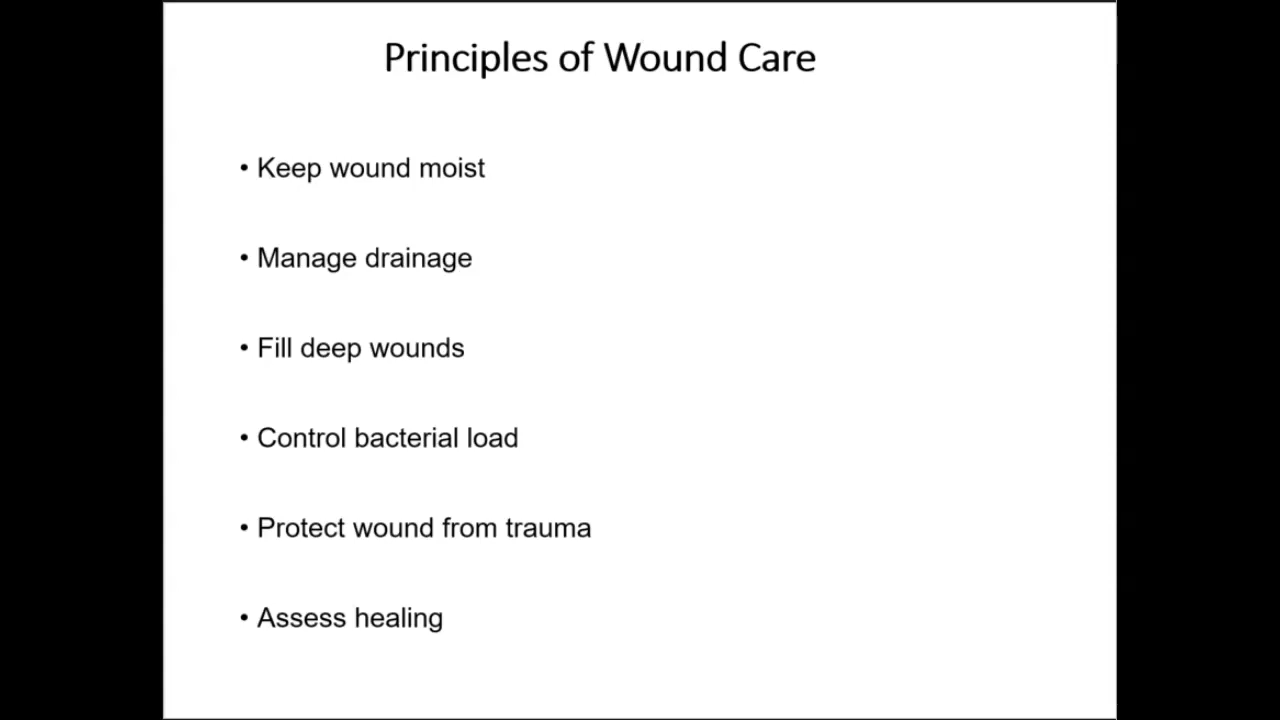 Principles of Wound Care
• Keep wound moist
• Manage drainage
• Fill deep wounds
• Control bacterial load
• Protect wound from trauma
• Assess healing